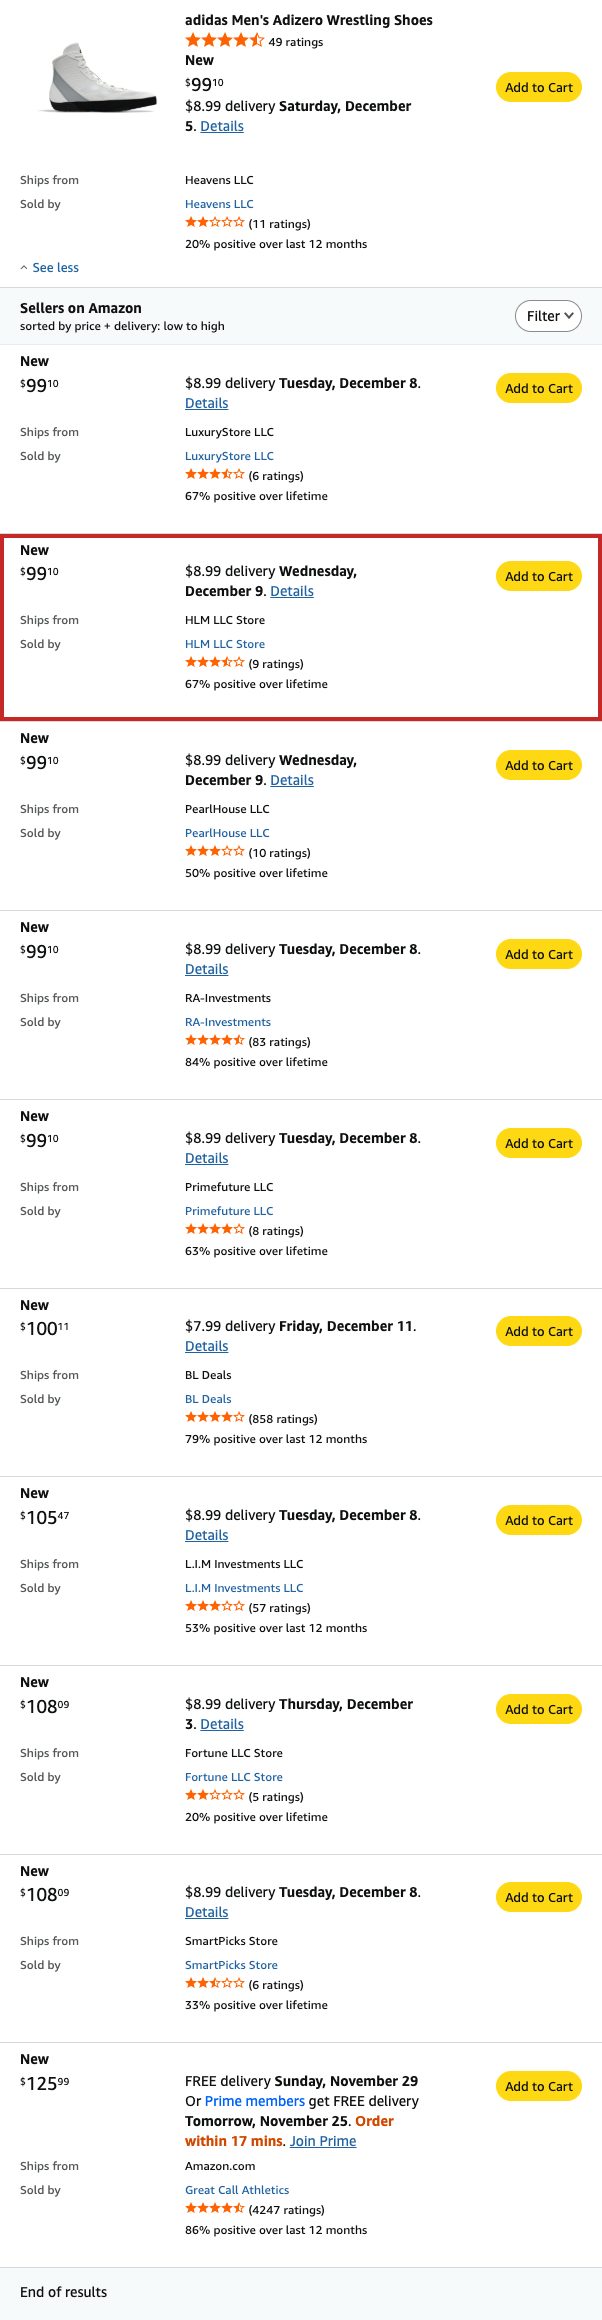 adidas Men's Adizero Wrestling Shoes
49 ratings
New
$9910
$8.99 delivery Saturday, December
5. Details
Add to Cart
Ships from Heavens LLC
Sold by Heavens LLC
(11 ratings)
20% positive over last 12 months
See less
Sellers on Amazon
sorted by price + delivery: low to high
Filter
New
$9910 $8.99 delivery Tuesday, December 8.
Details
Add to Cart
Ships from LuxuryStore LLC
Sold by LuxuryStore LLC
(6 ratings)
67% positive over lifetime
New
$9910 $8.99 delivery Wednesday,
December 9. Details
Add to Cart
Ships from HLM LLC Store
Sold by HLM LLC Store
(9 ratings)
67% positive over lifetime
New
$9910 $8.99 delivery Wednesday,
December 9. Details
Add to Cart
Ships from PearlHouse LLC
Sold by PearlHouse LLC
(10 ratings)
50% positive over lifetime
New
$9910 $8.99 delivery Tuesday, December 8.
Details
Add to Cart
Ships from RA-Investments
Sold by RA-Investments
(83 ratings)
84% positive over lifetime
New
$9910 $8.99 delivery Tuesday, December 8.
Details
Add to Cart
Ships from Primefuture LLC
Sold by Primefuture LLC
(8 ratings)
63% positive over lifetime
New
$10011 $7.99 delivery Friday, December 11.
Details
Add to Cart
Ships from BL Deals
Sold by BL Deals
(858 ratings)
79% positive over last 12 months
New
$10547 $8.99 delivery Tuesday, December 8.
Details
Add to Cart
Ships from L.I.M Investments LLC
Sold by L.I.M Investments LLC
(57 ratings)
53% positive over last 12 months
New
$10809 $8.99 delivery Thursday, December
3. Details
Add to Cart
Ships from Fortune LLC Store
Sold by Fortune LLC Store
(5 ratings)
20% positive over lifetime
New
$10809 $8.99 delivery Tuesday, December 8.
Details
Add to Cart
Ships from SmartPicks Store
Sold by SmartPicks Store
(6 ratings)
33% positive over lifetime
New
$12599 FREE delivery Sunday, November 29
Or Prime members get FREE delivery
Tomorrow, November 25. Order
within 17 mins. Join Prime
Add to Cart
Ships from Amazon.com
Sold by Great Call Athletics
(4247 ratings)
86% positive over last 12 months
End of results